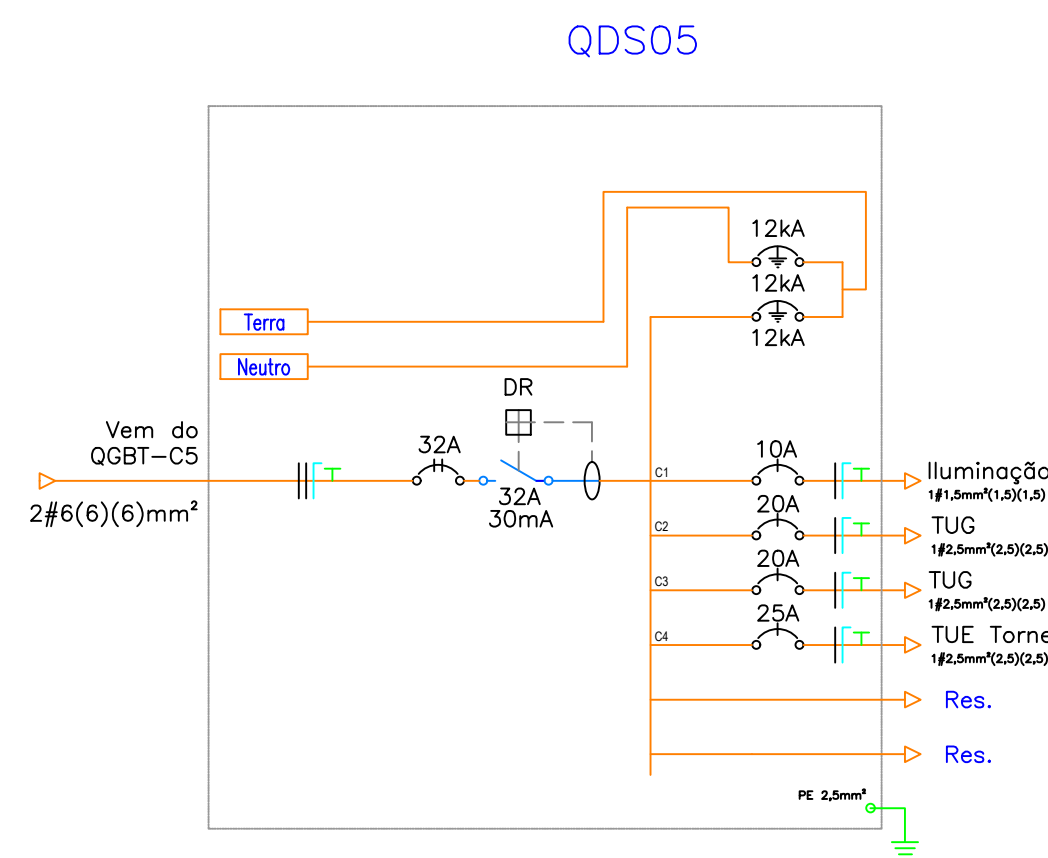 QDS05
12kA
12kA
12kA
Terra
Neutro
DR
Vem do
QGBT-C5
2#6(6)(6)mm²
32A
32A
30mA
C1
10A
Iluminação
1#1,5mm²(1,5)(1,5)
C2
20A
TUG
1#2,5mm²(2,5)(2,5)
C3
20A
TUG
1#2,5mm²(2,5)(2,5)
C4
25A
TUE Torne
1#2,5mm²(2,5)(2,5)
Res.
Res.
PE 2,5mm²